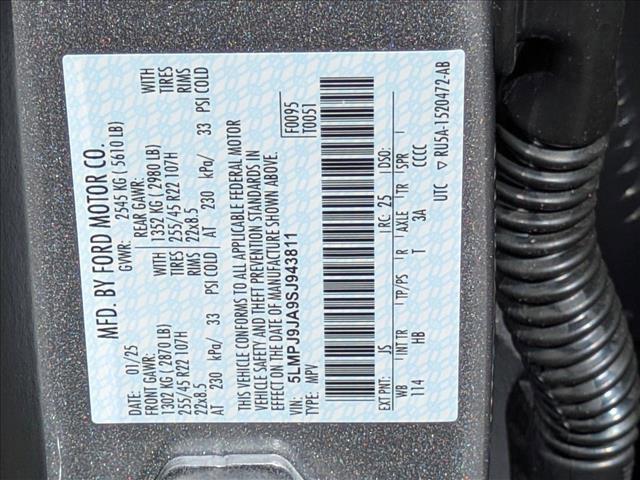 MFD. BY FORD MOTOR CO.
DATE: 01/25 GVWR: 2545 KG ( 5610 LB)
FRONT GAWR: REAR GAWR: WITH
1302 KG ( 2870 LB) 1352 KG ( 2980 LB) TIRES
255/45 R22 107H 255/45 R22 107H RIMS
22x8.5 22x8.5
AT 230 kPa/ 33 PSI COLD AT 230 kPa/ 33 PSI COLD
WITH
TIRES
RIMS
THIS VEHICLE CONFORMS TO ALL APPLICABLE FEDERAL MOTOR
VEHICLE SAFETY AND THEFT PREVENTION STANDARDS IN
EFFECT ON THE DATE OF MANUFACTURE SHOWN ABOVE.
VIN: 5LMPJ9JA9SJ943811
TYPE: MPV
F0095
T0051
EXT PNT: JS RC: 25 DSO:
WB INT TR TP/PS R AXLE TR SPR
114 HB T 3A CCCC
UTC RU5A-1520472-AB